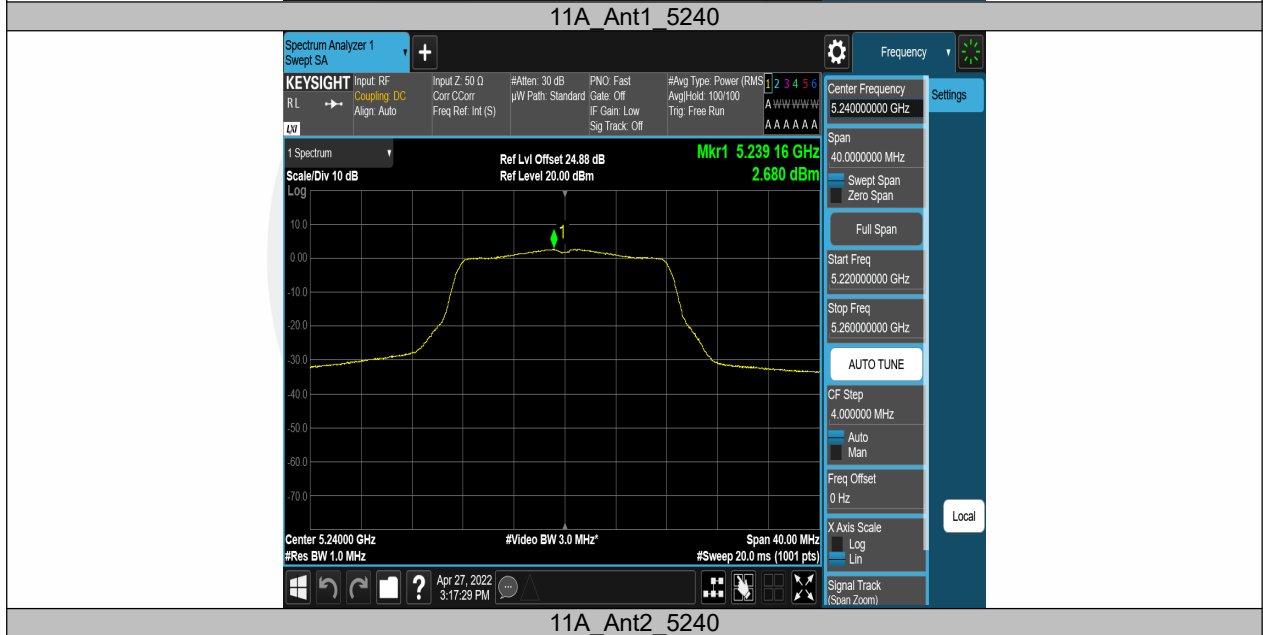 11A_Ant1_5240
Spectrum Analyzer 1
Swept SA
Frequency
KEYSIGHT
Input: RF
Coupling: DC
Align: Auto
Input Z: 50 Ω
Corr CCorr
Freq Ref: Int (S)
#Atten: 30 dB
µW Path: Standard
PNO: Fast
Gate: Off
IF Gain: Low
Sig Track: Off
#Avg Type: Power (RMS
Avg|Hold: 100/100
Trig: Free Run
1 2 3 4 5 6
A W W W W W
A A A A A A
RL
LXI
Center Frequency
5.240000000 GHz
Settings
Span
40.0000000 MHz
Swept Span
Zero Span
Full Span
Start Freq
5.220000000 GHz
Stop Freq
5.260000000 GHz
AUTO TUNE
CF Step
4.000000 MHz
Auto
Man
Freq Offset
0 Hz
X Axis Scale
Log
Lin
Signal Track
(Span Zoom)
Local
1 Spectrum
Scale/Div 10 dB
Ref Lvl Offset 24.88 dB
Ref Level 20.00 dBm
Mkr1 5.239 16 GHz
2.680 dBm
Log
10.0
1
0.00
-10.0
-20.0
-30.0
-40.0
-50.0
-60.0
-70.0
Center 5.24000 GHz
#Video BW 3.0 MHz*
Span 40.00 MHz
#Res BW 1.0 MHz
#Sweep 20.0 ms (1001 pts)
?
Apr 27, 2022
3:17:29 PM
11A_Ant2_5240